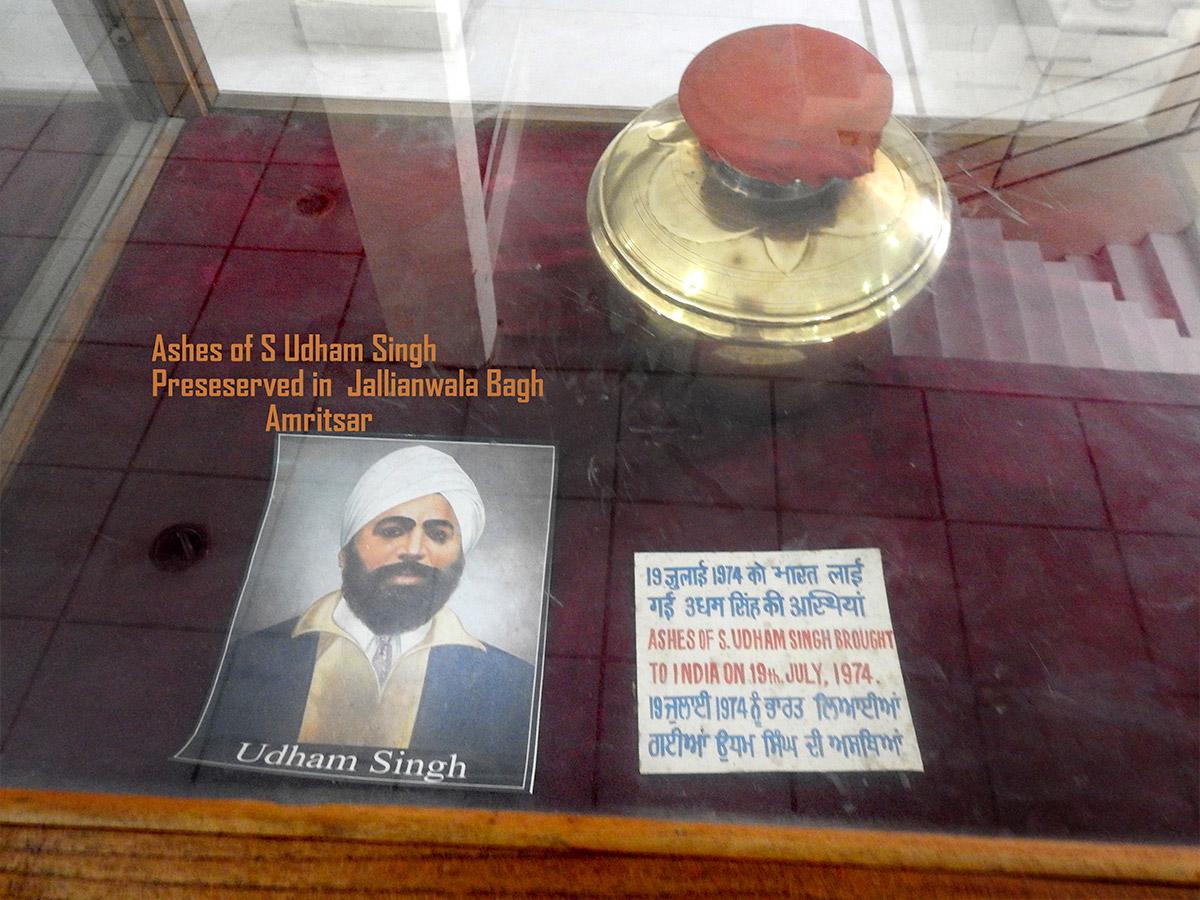 Ashes of S Udham Singh
Preseserved in Jallianwala Bagh
Amritsar
Udham Singh
19 जुलाई 1974 को भारत लाई
गई उधम सिंह की अस्थियां
ASHES OF S. UDHAM SINGH BROUGHT
TO INDIA ON 19th. JULY, 1974.
19 ਜੁਲਾਈ 1974 ਨੂੰ ਭਾਰਤ ਲਿਆਈਆਂ
ਗਈਆਂ ਊਧਮ ਸਿੰਘ ਦੀ ਅਸਥਿਆਂ